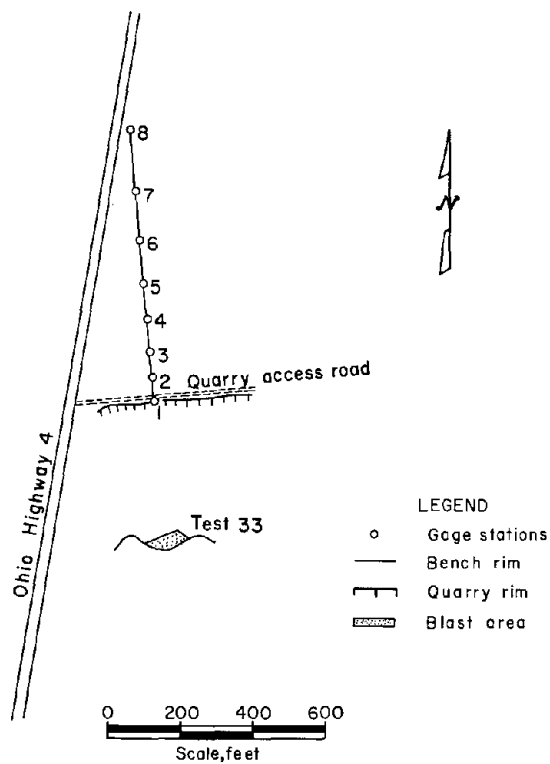 8
7
6
5
4
3
2
Quarry access road
1
N
Ohio Highway 4
Test 33
LEGEND
Gage stations
Bench rim
Quarry rim
Blast area
0 200 400 600
Scale, feet